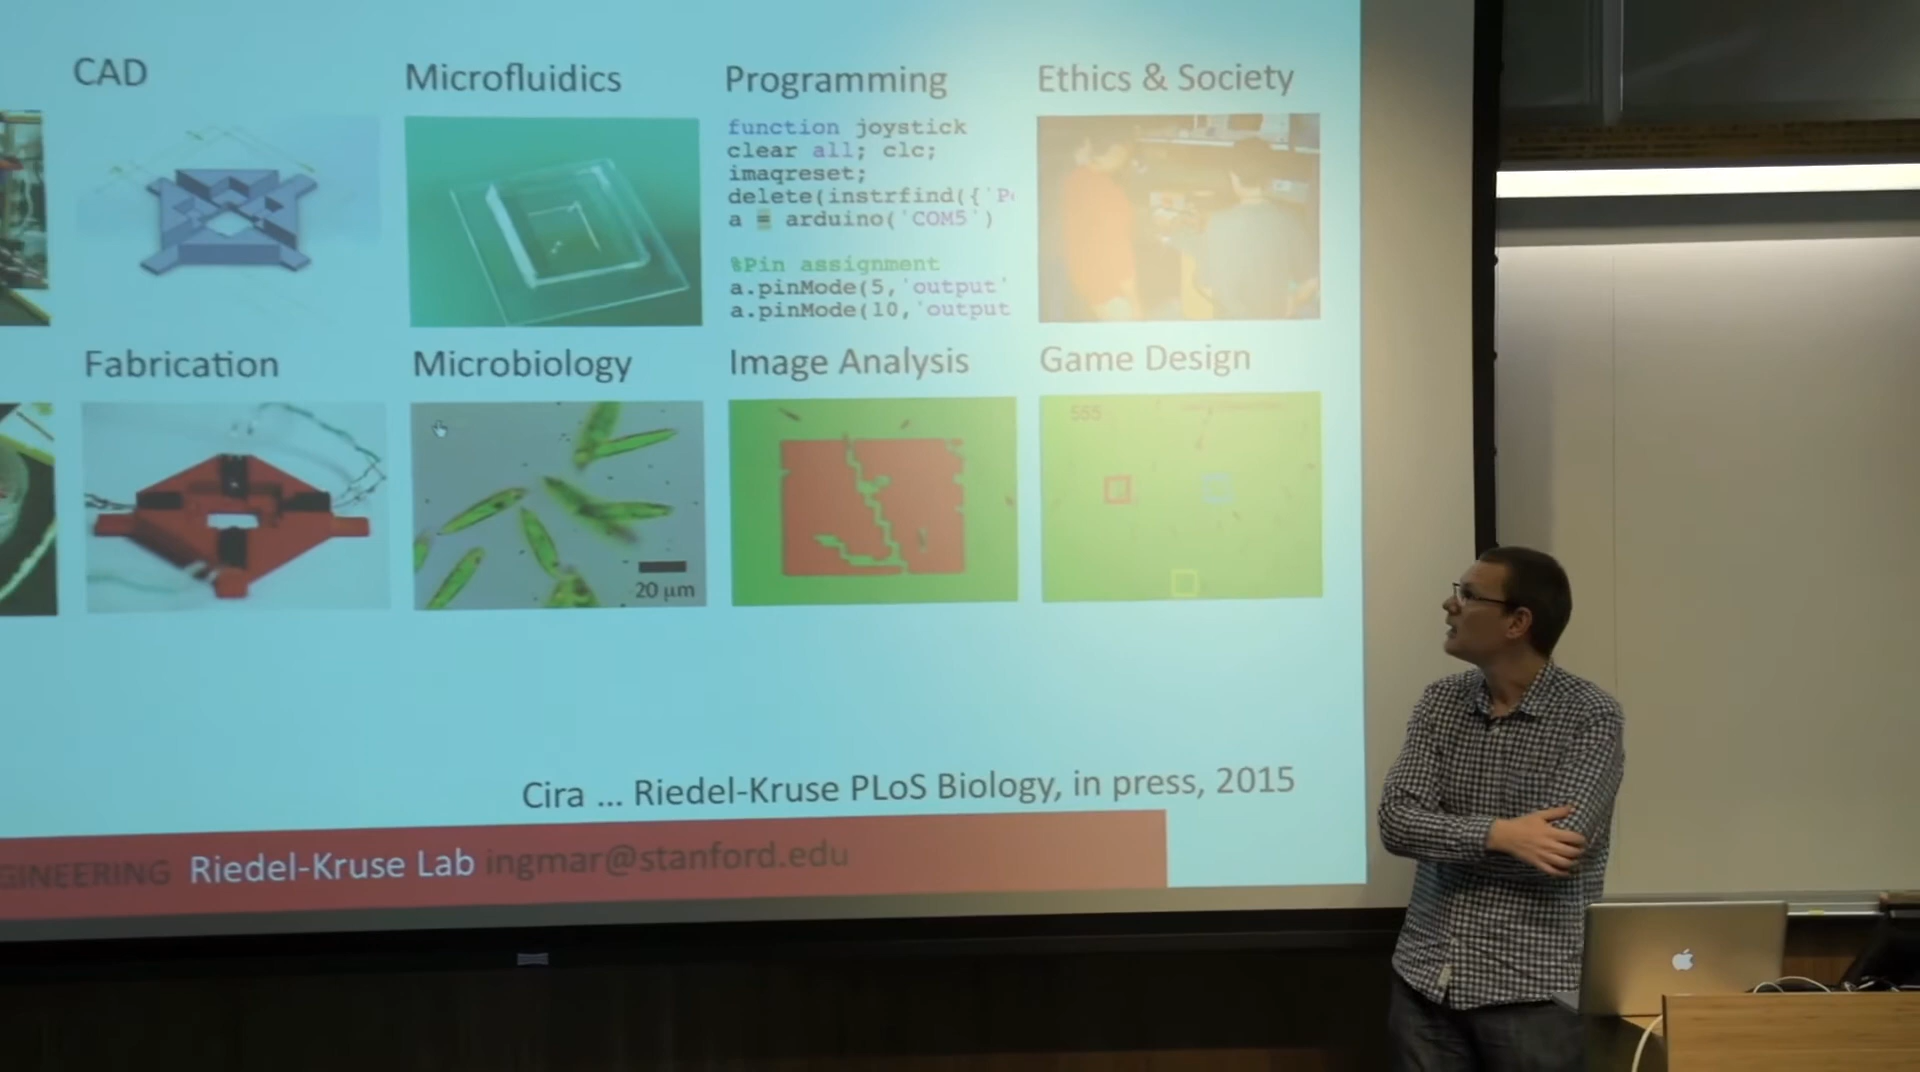 CAD
Microfluidics
Programming
Ethics & Society
function joystick
clear all; clc;
imaqreset;
delete(instrfind({'P
a = arduino('COM5')
%Pin assignment
a.pinMode(5,'output'
a.pinMode(10,'output
Fabrication
Microbiology
Image Analysis
Game Design
555
20 µm
Cira ... Riedel-Kruse PLoS Biology, in press, 2015
GINEERING Riedel-Kruse Lab ingmar@stanford.edu